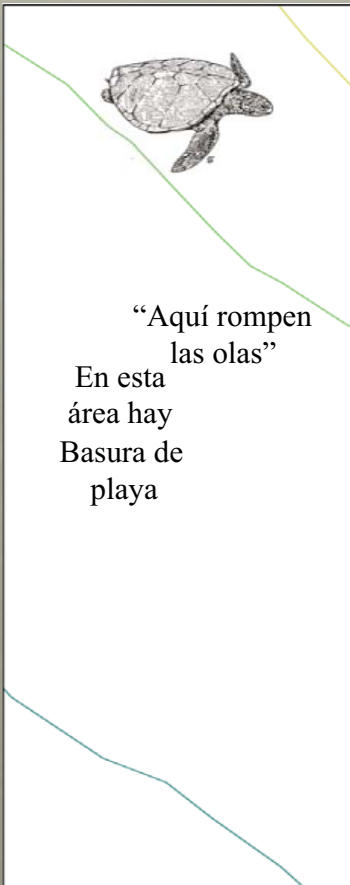 “Aquí rompen
las olas”
En esta
área hay
Basura de
playa